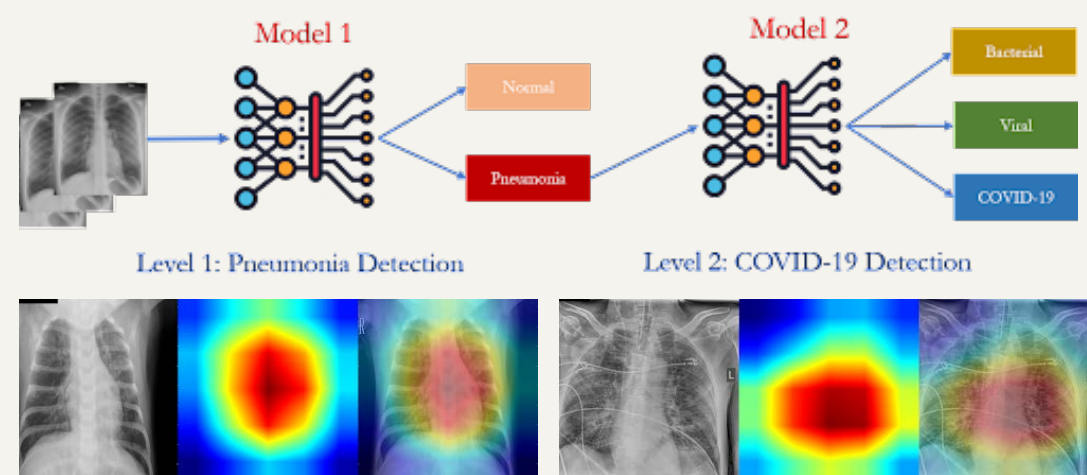 Model 1
Model 2
Normal
Pneumonia
Bacterial
Viral
COVID-19
Level 1: Pneumonia Detection
Level 2: COVID-19 Detection
R
L